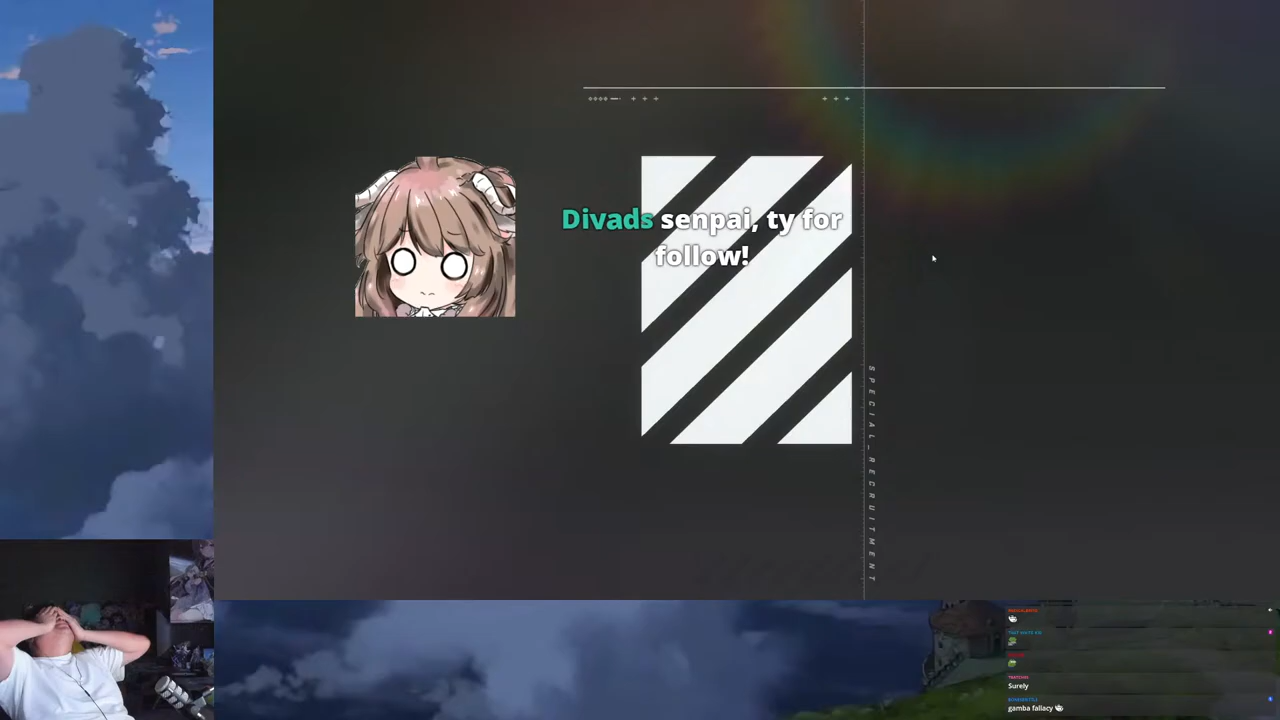 Divads senpai, ty for
follow!
SPECIAL_RECRUITMENT
Surely
gamba fallacy